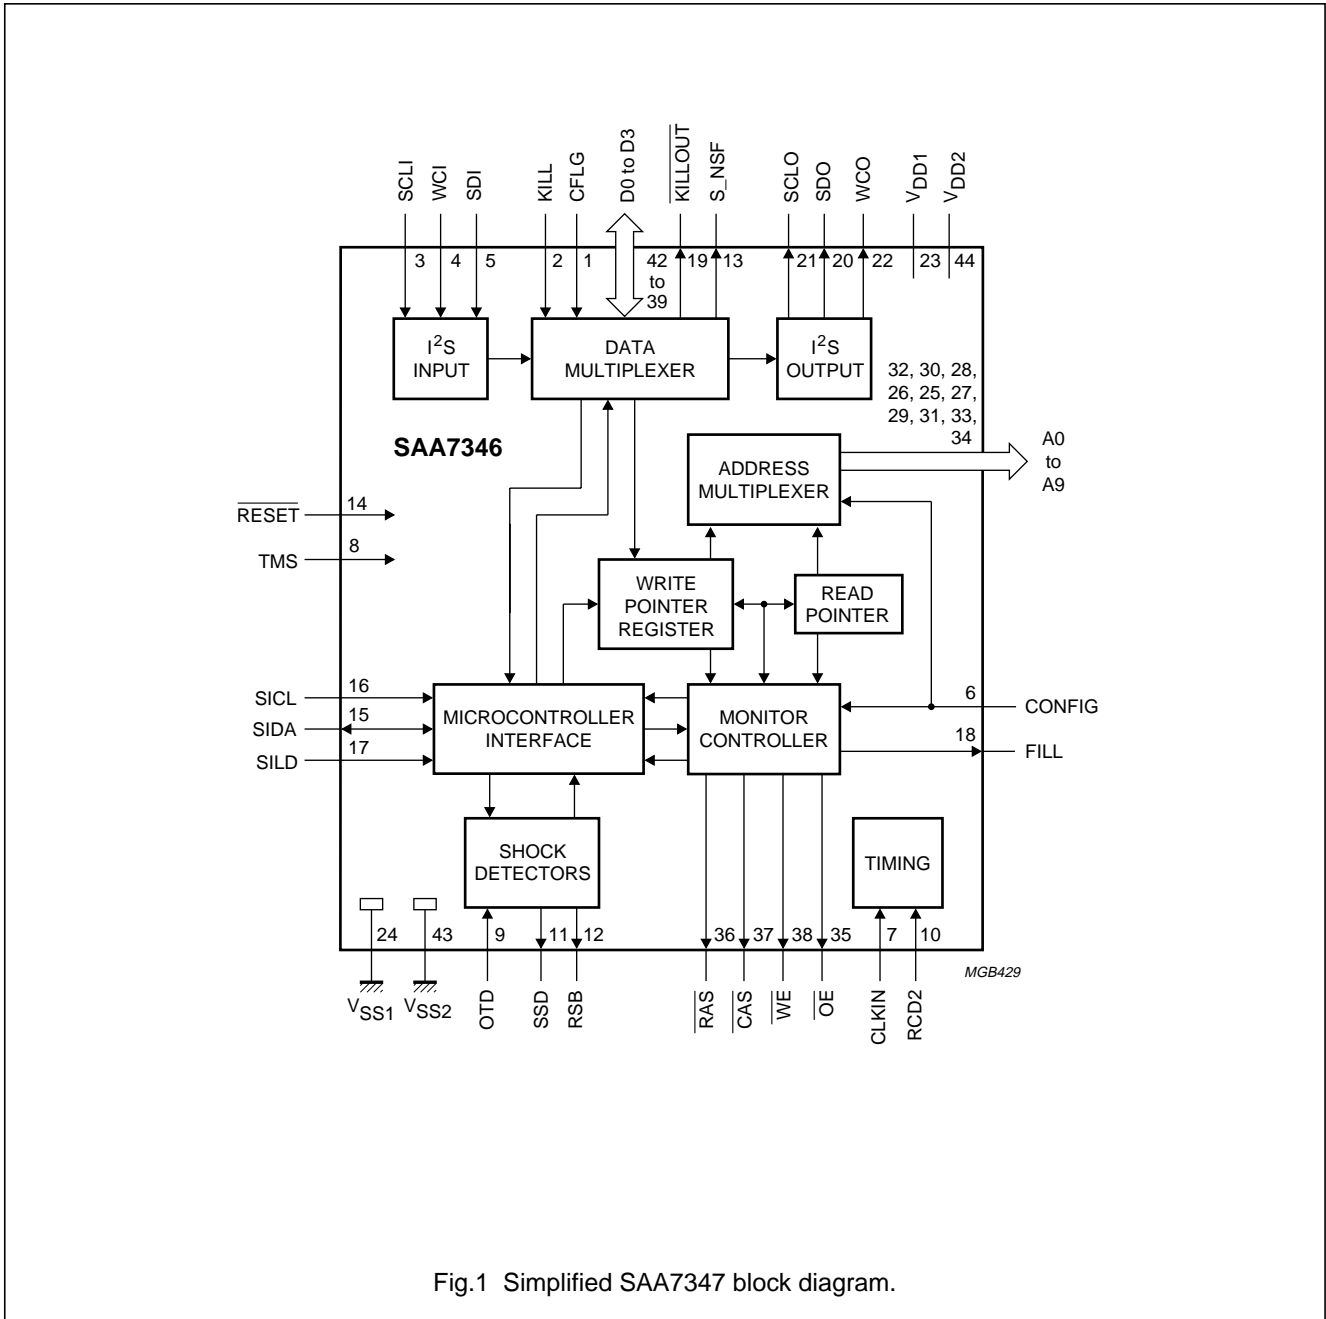 SCLI WCI SDI KILL CFLG D0 to D3 KILLOUT S_NSF SCLO SDO WCO VDD1 VDD2
3 4 5 2 1 42 to 39 19 13 21 20 22 23 44
I2S
INPUT
DATA
MULTIPLEXER
I2S
OUTPUT
32, 30, 28,
26, 25, 27,
29, 31, 33,
34
SAA7346
ADDRESS
MULTIPLEXER
A0
to
A9
RESET 14
TMS 8
WRITE
POINTER
REGISTER
READ
POINTER
SICL 16
SIDA 15
SILD 17
MICROCONTROLLER
INTERFACE
MONITOR
CONTROLLER
6 CONFIG
18 FILL
SHOCK
DETECTORS
TIMING
24 43 9 11 12 36 37 38 35 7 10
MGB429
VSS1 VSS2 OTD SSD RSB RAS CAS WE OE CLKIN RCD2
Fig.1 Simplified SAA7347 block diagram.